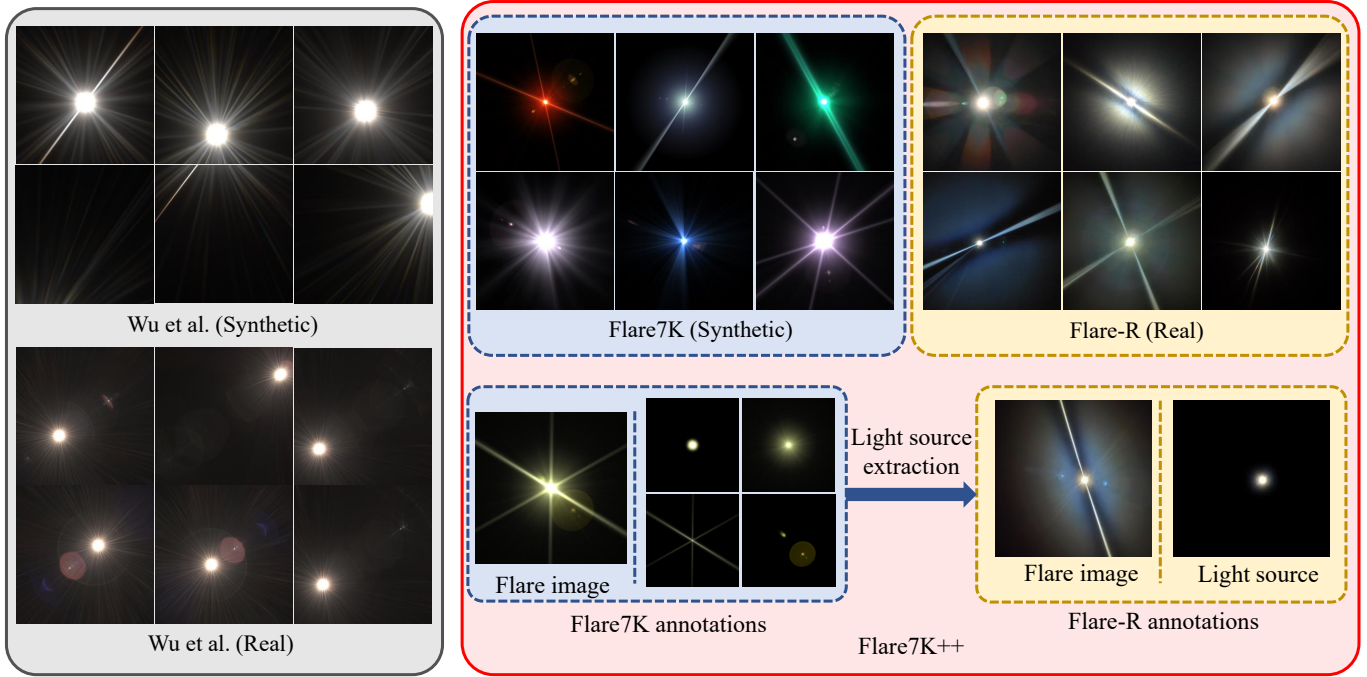 Wu et al. (Synthetic)
Wu et al. (Real)
Flare7K (Synthetic)
Flare-R (Real)
Flare image
Flare7K annotations
Light source
extraction
Flare image
Light source
Flare-R annotations
Flare7K++